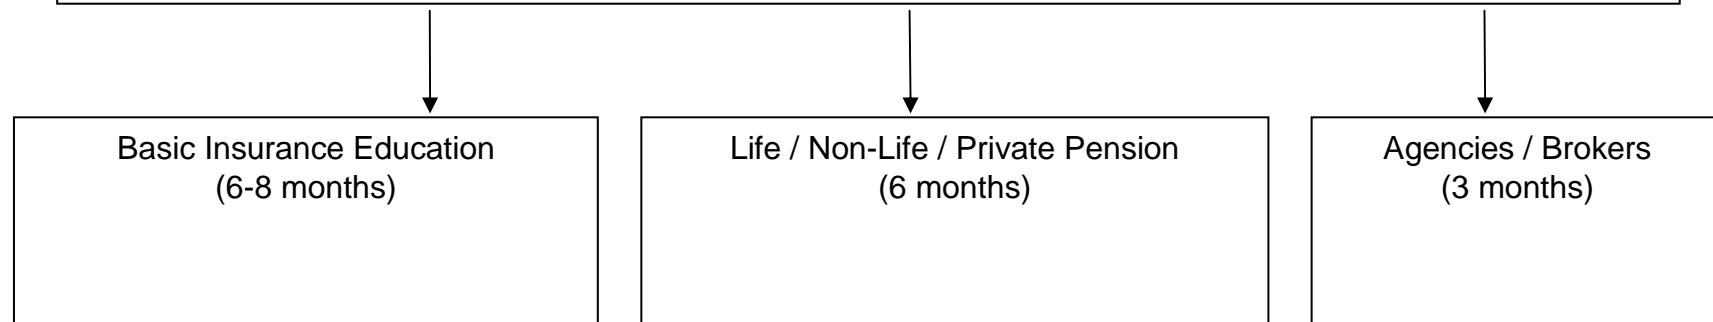 Basic Insurance Education
(6-8 months)
Life / Non-Life / Private Pension
(6 months)
Agencies / Brokers
(3 months)